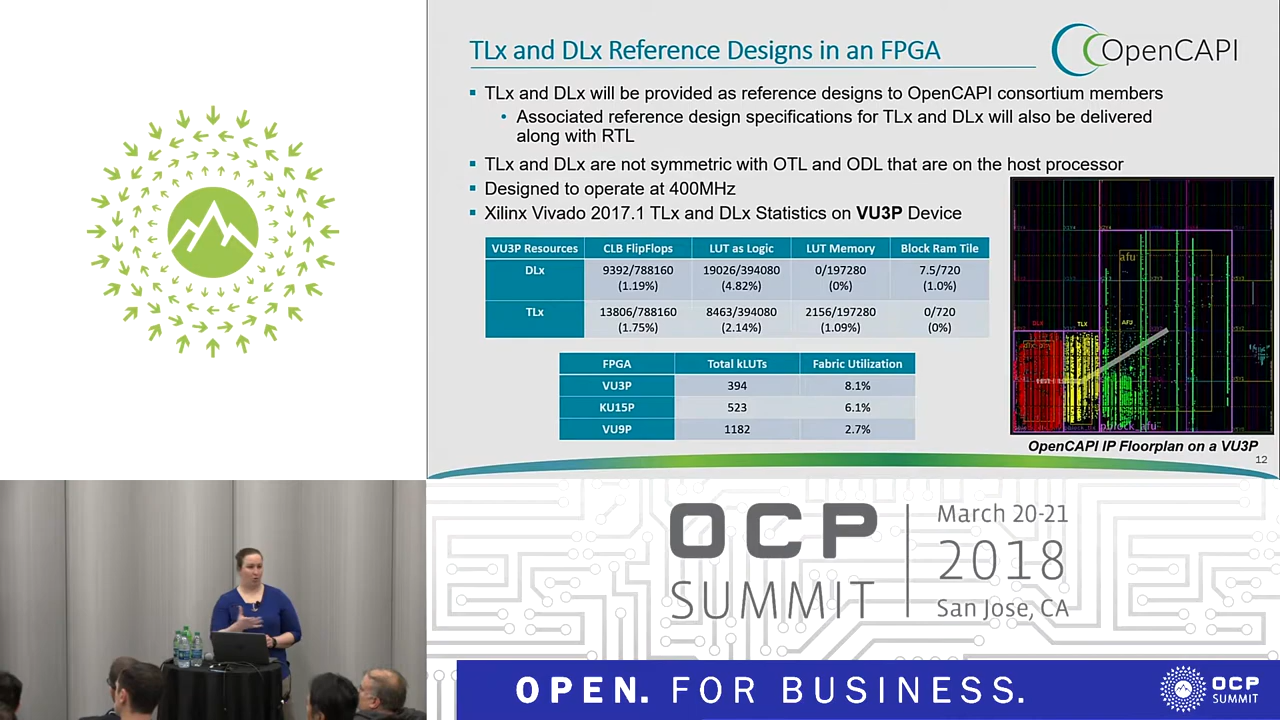 TLx and DLx Reference Designs in an FPGA
OpenCAPI
TLx and DLx will be provided as reference designs to OpenCAPI consortium members
Associated reference design specifications for TLx and DLx will also be delivered
along with RTL
TLx and DLx are not symmetric with OTL and ODL that are on the host processor
Designed to operate at 400MHz
Xilinx Vivado 2017.1 TLx and DLx Statistics on VU3P Device
VU3P Resources CLB FlipFlops LUT as Logic LUT Memory Block Ram Tile
DLx 9392/788160 19026/394080 0/197280 7.5/720
(1.19%) (4.82%) (0%) (1.0%)
TLx 13806/788160 8463/394080 2156/197280 0/720
(1.75%) (2.14%) (1.09%) (0%)
FPGA Total kLUTs Fabric Utilization
VU3P 394 8.1%
KU15P 523 6.1%
VU9P 1182 2.7%
afu
DLX TLX AFU
pblock_afu
OpenCAPI IP Floorplan on a VU3P
12
OCP
SUMMIT
March 20-21
2018
San Jose, CA
OPEN. FOR BUSINESS.
OCP
SUMMIT